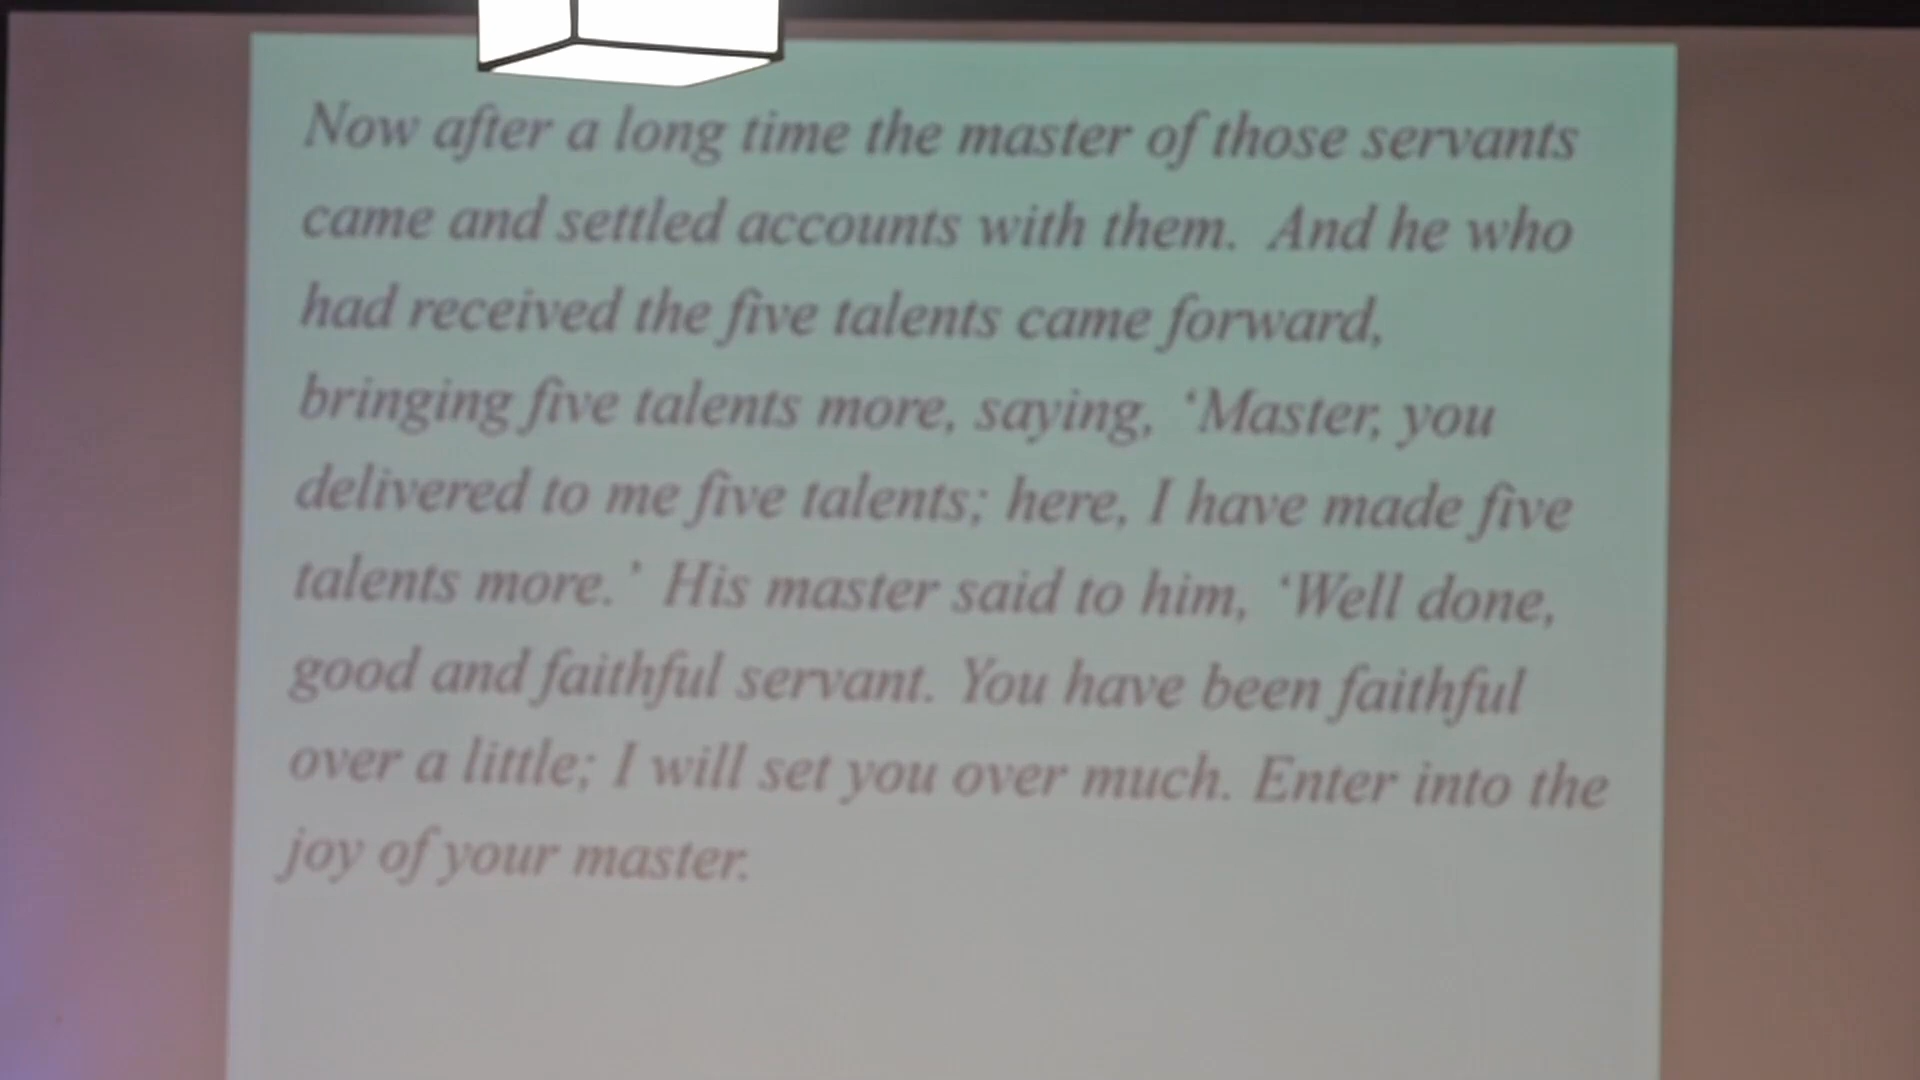 Now after a long time the master of those servants
came and settled accounts with them. And he who
had received the five talents came forward,
bringing five talents more, saying, ‘Master, you
delivered to me five talents; here, I have made five
talents more.’ His master said to him, ‘Well done,
good and faithful servant. You have been faithful
over a little; I will set you over much. Enter into the
joy of your master.